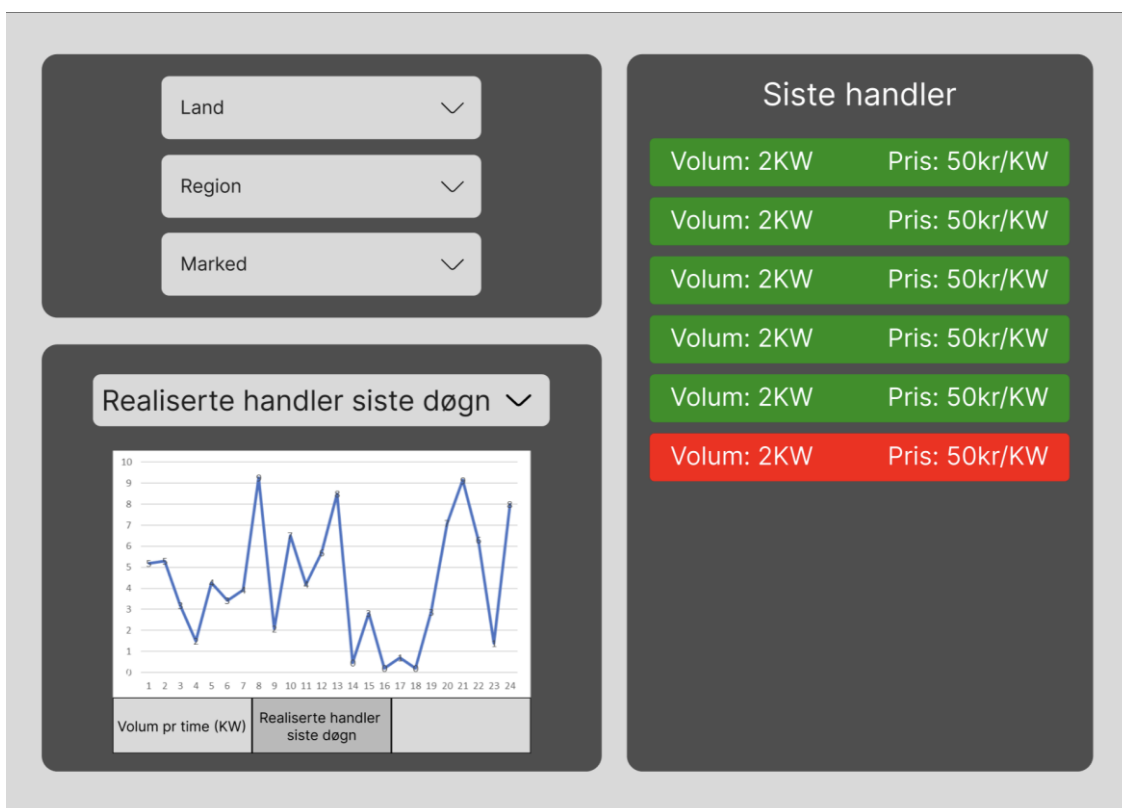 Land
Region
Marked
Realiserte handler siste døgn
10
9
8
7
6
5
4
3
2
1
0
1 2 3 4 5 6 7 8 9 10 11 12 13 14 15 16 17 18 19 20 21 22 23 24
Volum pr time (KW)
Realiserte handler
siste døgn
Siste handler
Volum: 2KW Pris: 50kr/KW
Volum: 2KW Pris: 50kr/KW
Volum: 2KW Pris: 50kr/KW
Volum: 2KW Pris: 50kr/KW
Volum: 2KW Pris: 50kr/KW
Volum: 2KW Pris: 50kr/KW